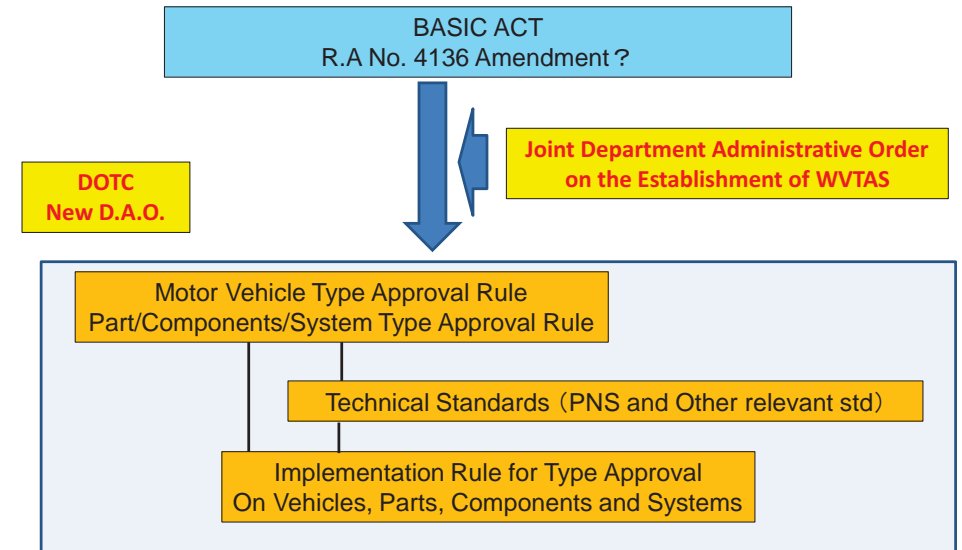 BASIC ACT
R.A No. 4136 Amendment？
Joint Department Administrative Order
on the Establishment of WVTAS
DOTC
New D.A.O.
Motor Vehicle Type Approval Rule
Part/Components/System Type Approval Rule
Technical Standards（PNS and Other relevant std）
Implementation Rule for Type Approval
On Vehicles, Parts, Components and Systems